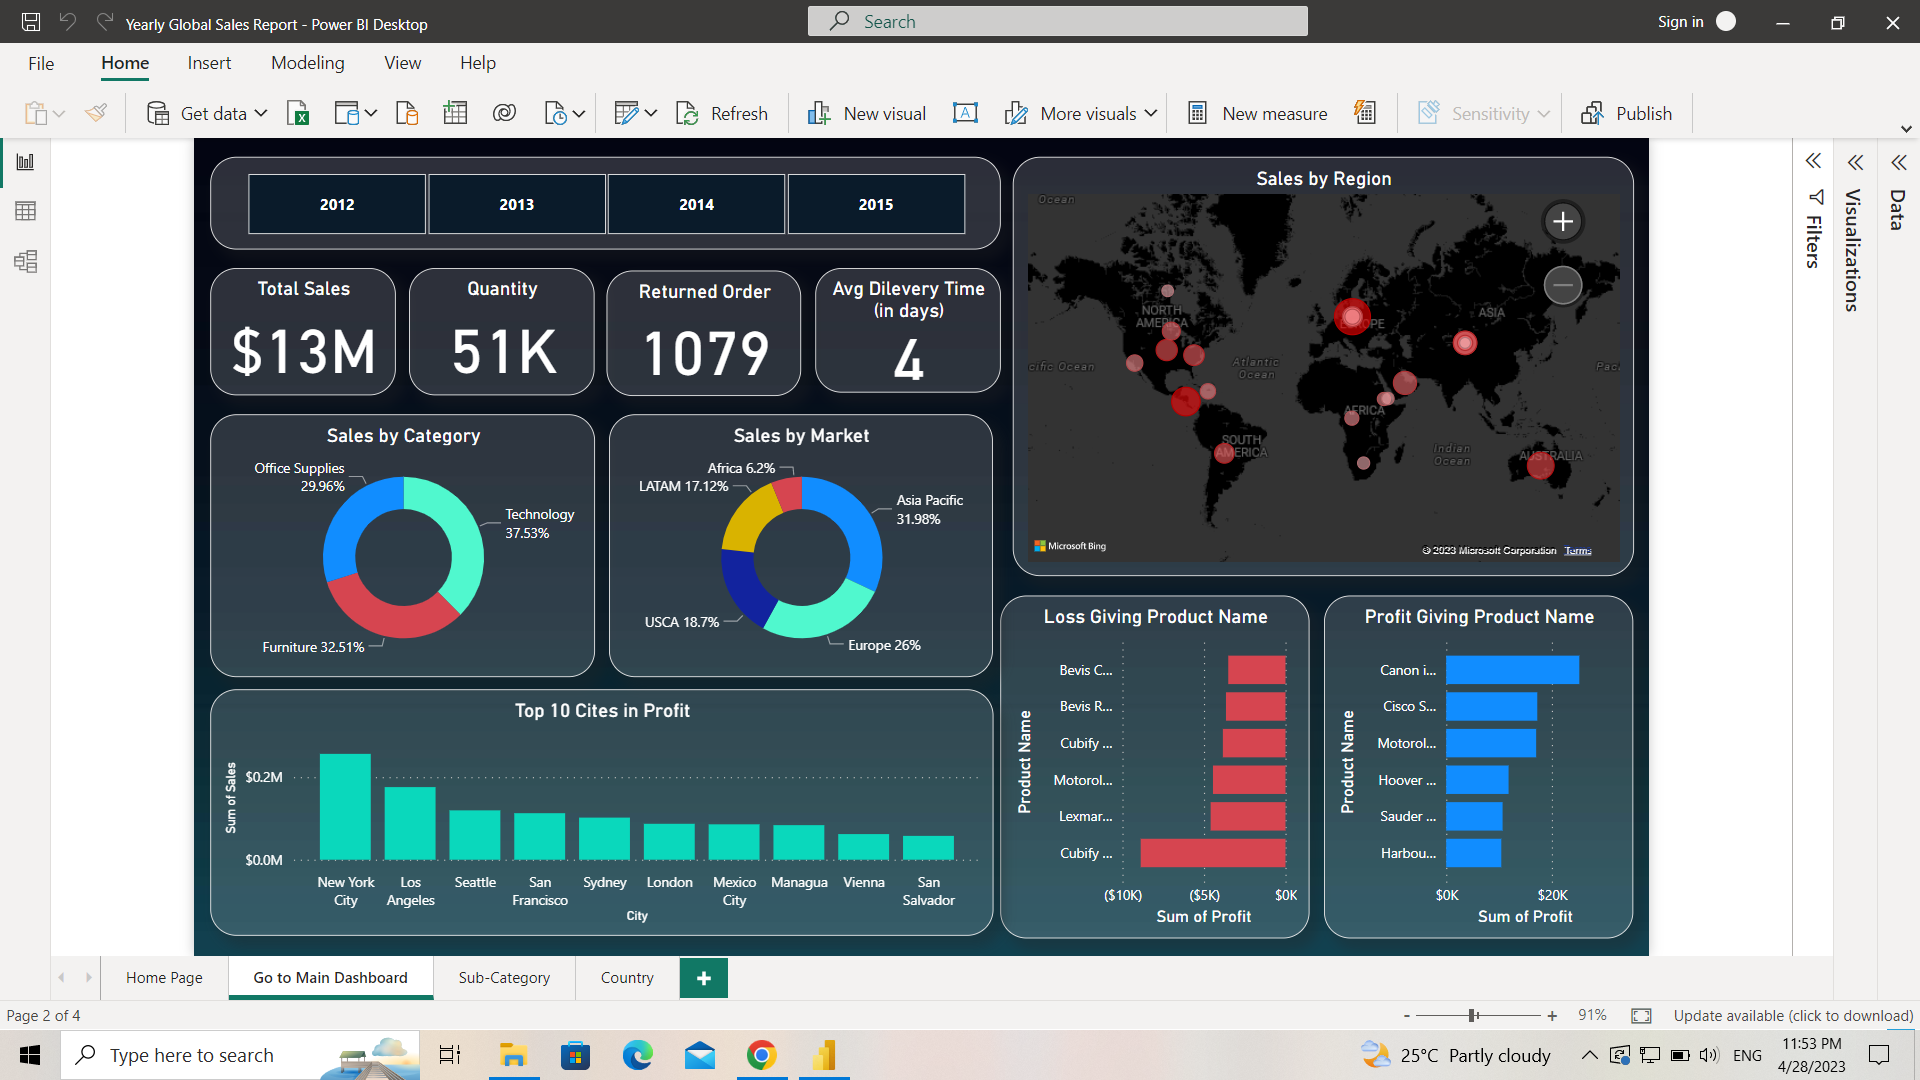 Yearly Global Sales Report - Power BI Desktop
Search
Sign in
File Home Insert Modeling View Help
Get data
Refresh
New visual
A
More visuals
New measure
Sensitivity
Publish
2012 2013 2014 2015
Total Sales
$13M
Quantity
51K
Returned Order
1079
Avg Dilevery Time
(in days)
4
Sales by Category
Office Supplies
29.96%
Technology
37.53%
Furniture 32.51%
Sales by Market
Africa 6.2%
LATAM 17.12%
Asia Pacific
31.98%
USCA 18.7%
Europe 26%
Top 10 Cites in Profit
Sum of Sales
$0.2M
$0.0M
New York
City
Los
Angeles
Seattle
San
Francisco
Sydney
London
Mexico
City
Managua
Vienna
San
Salvador
City
Sales by Region
Ocean
NORTH
AMERICA
EUROPE
ASIA
cific Ocean
Atlantic
Ocean
Paci
AFRICA
SOUTH
AMERICA
Indian
Ocean
AUSTRALIA
Microsoft Bing
© 2023 Microsoft Corporation Terms
Loss Giving Product Name
Product Name
Bevis C...
Bevis R...
Cubify ...
Motorol...
Lexmar...
Cubify ...
($10K) ($5K) $0K
Sum of Profit
Profit Giving Product Name
Product Name
Canon i...
Cisco S...
Motorol...
Hoover ...
Sauder ...
Harbou...
$0K $20K
Sum of Profit
Filters
Visualizations
Data
Home Page
Go to Main Dashboard
Sub-Category
Country
Page 2 of 4
91%
Update available (click to download)
Type here to search
25°C Partly cloudy
ENG
11:53 PM
4/28/2023